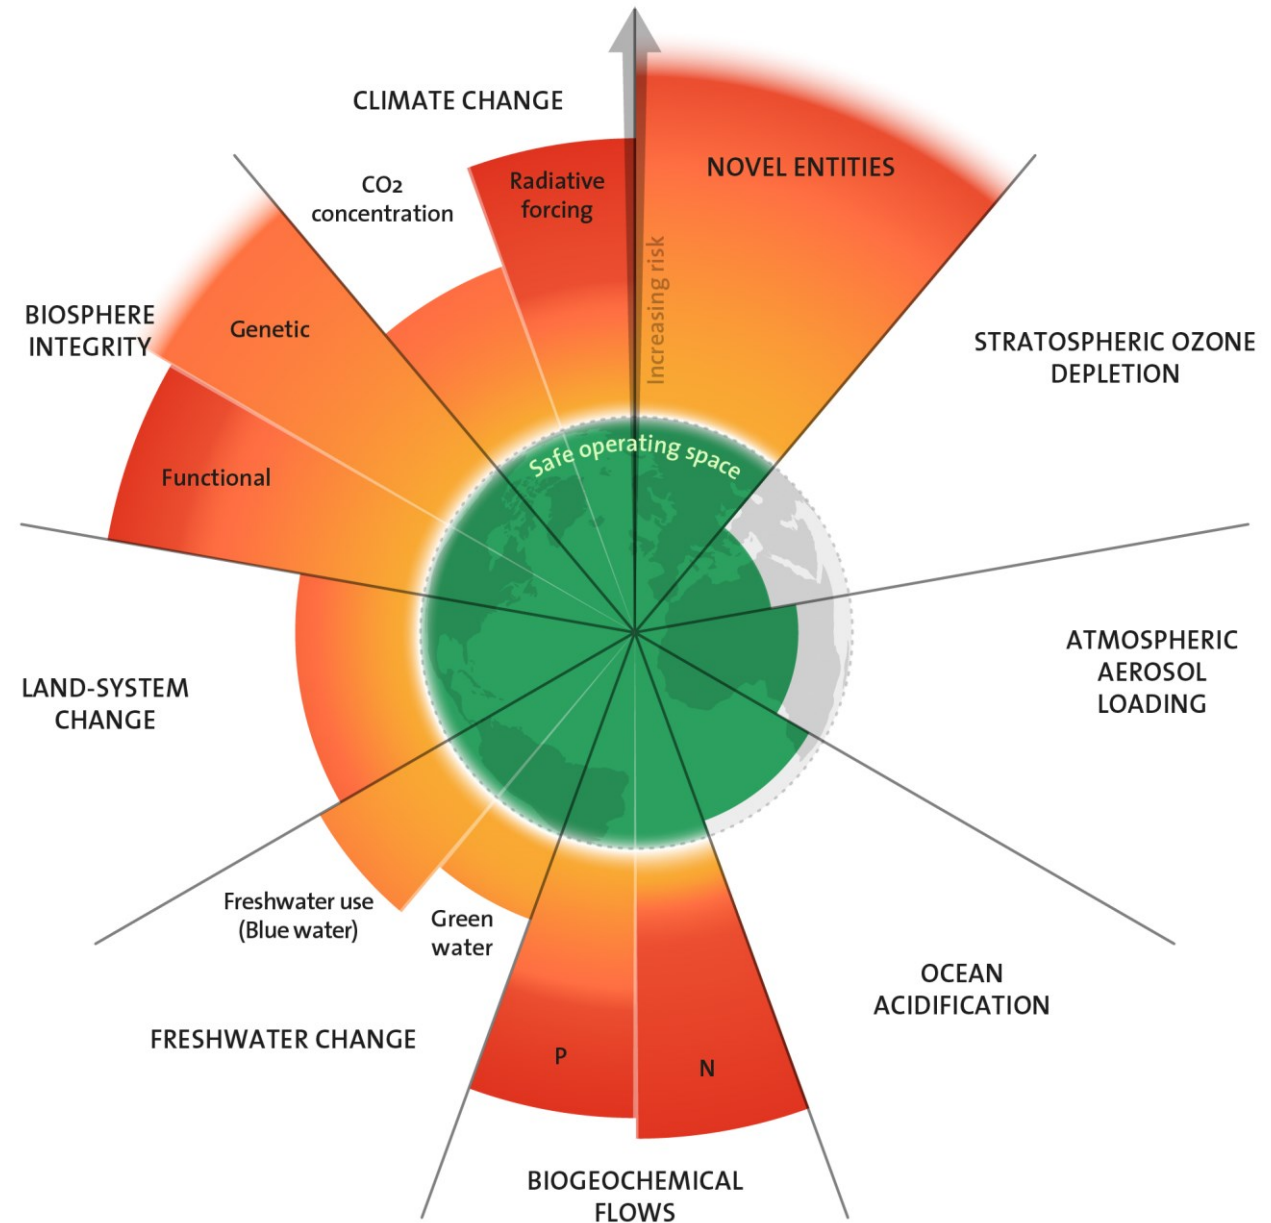 CLIMATE CHANGE
CO2
concentration
Radiative
forcing
NOVEL ENTITIES
Increasing risk
BIOSPHERE
INTEGRITY
Genetic
Functional
STRATOSPHERIC OZONE
DEPLETION
Safe operating space
ATMOSPHERIC
AEROSOL
LOADING
LAND-SYSTEM
CHANGE
Freshwater use
(Blue water)
Green
water
FRESHWATER CHANGE
OCEAN
ACIDIFICATION
P
N
BIOGEOCHEMICAL
FLOWS